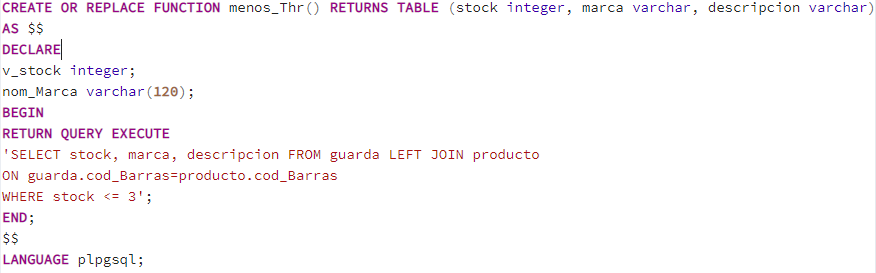 CREATE OR REPLACE FUNCTION menos_Thr() RETURNS TABLE (stock integer, marca varchar, descripcion varchar)
AS $$
DECLARE
v_stock integer;
nom_Marca varchar(120);
BEGIN
RETURN QUERY EXECUTE
'SELECT stock, marca, descripcion FROM guarda LEFT JOIN producto
ON guarda.cod_Barras=producto.cod_Barras
WHERE stock <= 3';
END;
$$
LANGUAGE plpgsql;